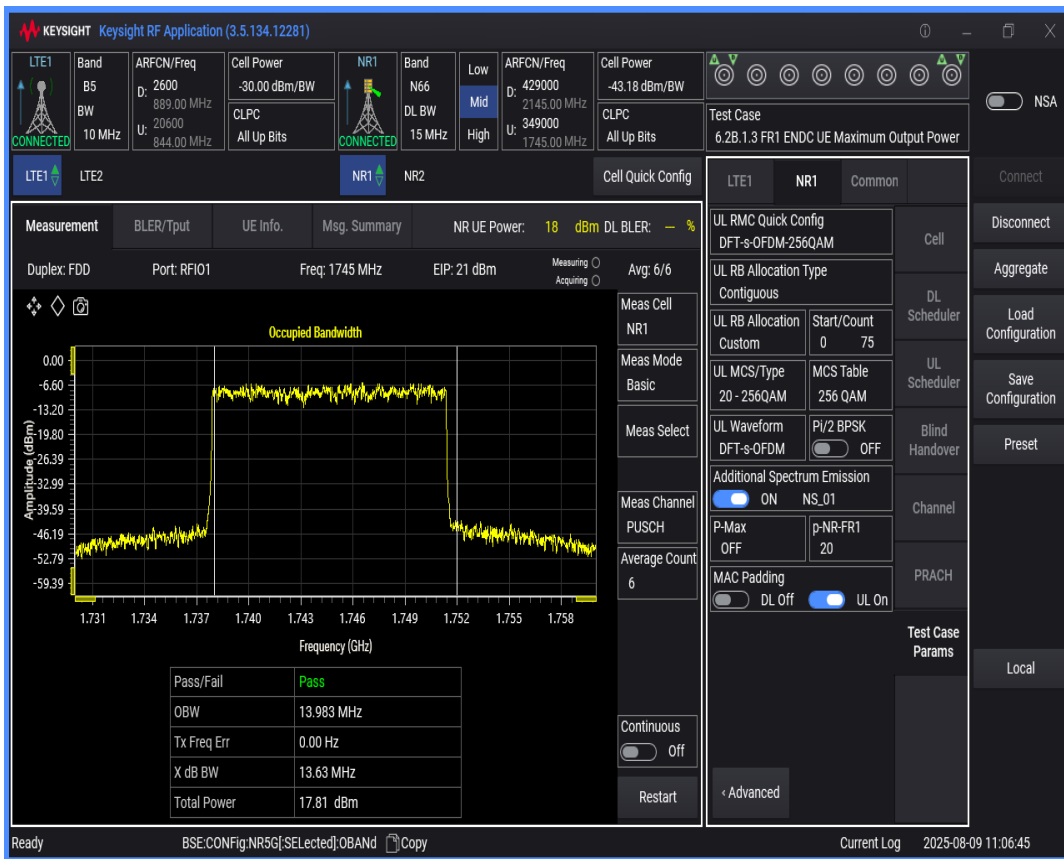 KEYSIGHT Keysight RF Application (3.5.134.12281)
LTE1
CONNECTED
Band
B5
BW
10 MHz
ARFCN/Freq
D: 2600
889.00 MHz
U: 20600
844.00 MHz
Cell Power
-30.00 dBm/BW
CLPC
All Up Bits
NR1
CONNECTED
Band
N66
DL BW
15 MHz
Low
Mid
High
ARFCN/Freq
D: 429000
2145.00 MHz
U: 349000
1745.00 MHz
Cell Power
-43.18 dBm/BW
CLPC
All Up Bits
Test Case
6.2B.1.3 FR1 ENDC UE Maximum Output Power
NSA
LTE1 LTE2 NR1 NR2 Cell Quick Config
Measurement BLER/Tput UE Info. Msg. Summary NR UE Power: 18 dBm DL BLER: -- %
Duplex: FDD Port: RFIO1 Freq: 1745 MHz EIP: 21 dBm Measuring Acquiring Avg: 6/6
Occupied Bandwidth
Amplitude (dBm)
0.00
-6.60
-13.20
-19.80
-26.39
-32.99
-39.59
-46.19
-52.79
-59.39
1.731 1.734 1.737 1.740 1.743 1.746 1.749 1.752 1.755 1.758
Frequency (GHz)
Pass/Fail Pass
OBW 13.983 MHz
Tx Freq Err 0.00 Hz
X dB BW 13.63 MHz
Total Power 17.81 dBm
Meas Cell
NR1
Meas Mode
Basic
Meas Select
Meas Channel
PUSCH
Average Count
6
Continuous
Off
Restart
LTE1 NR1 Common
UL RMC Quick Config
DFT-s-OFDM-256QAM
UL RB Allocation Type
Contiguous
UL RB Allocation Start/Count
Custom 0 75
UL MCS/Type MCS Table
20 - 256QAM 256 QAM
UL Waveform Pi/2 BPSK
DFT-s-OFDM OFF
Additional Spectrum Emission
ON NS_01
P-Max p-NR-FR1
OFF 20
MAC Padding
DL Off UL On
‹ Advanced
Cell
DL
Scheduler
UL
Scheduler
Blind
Handover
Channel
PRACH
Test Case
Params
Connect
Disconnect
Aggregate
Load
Configuration
Save
Configuration
Preset
Local
Ready BSE:CONFig:NR5G[:SELected]:OBANd Copy Current Log 2025-08-09 11:06:45